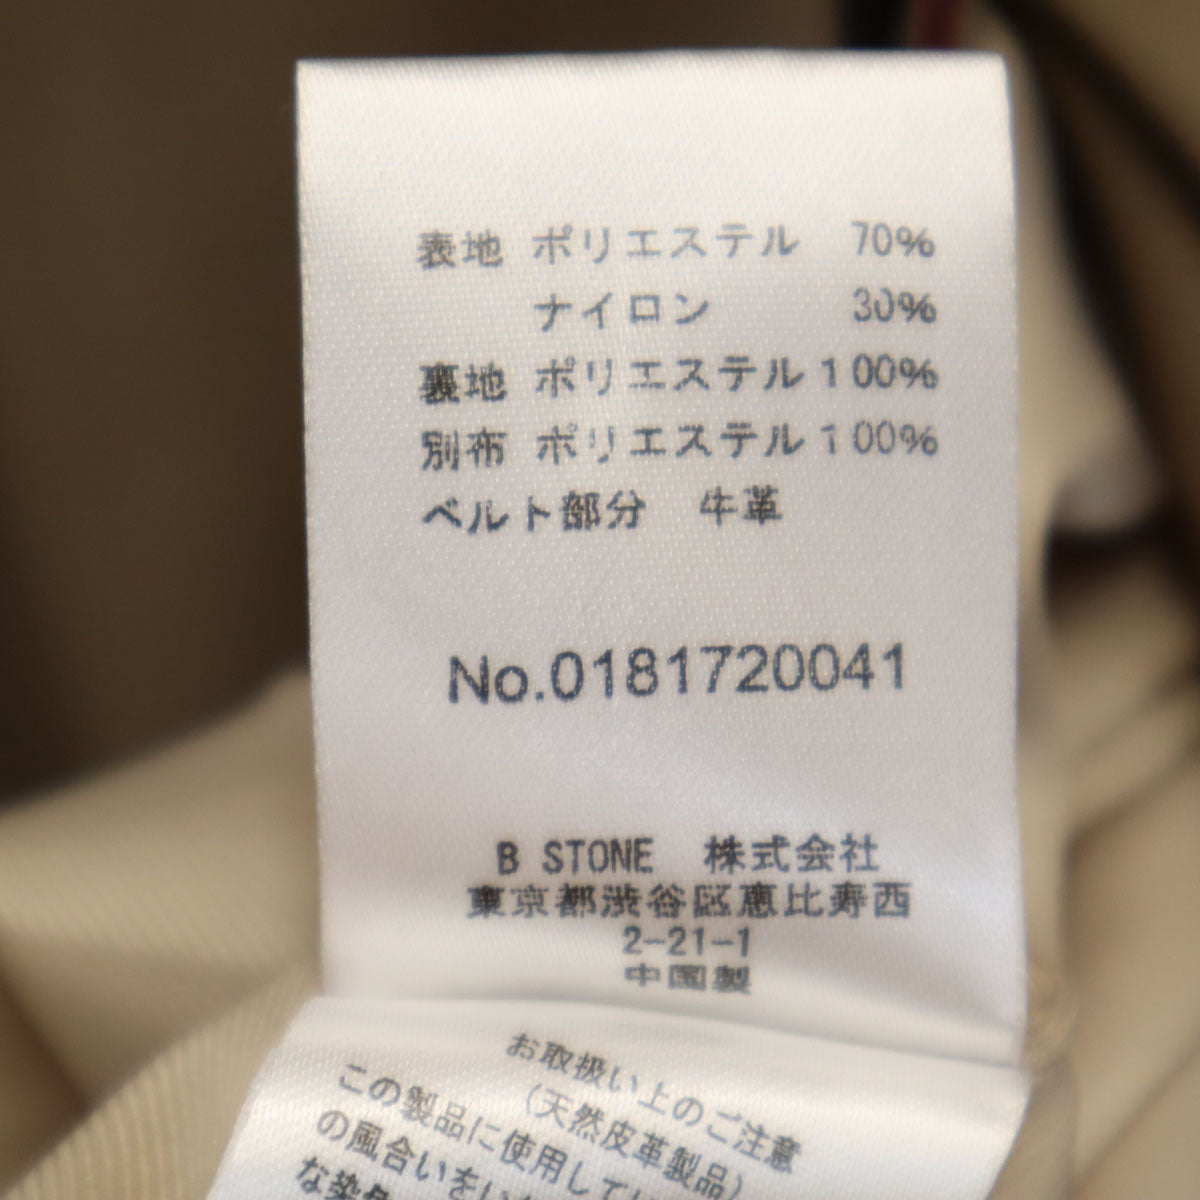 表地 ポリエステル 70%
ナイロン 30%
裏地 ポリエステル 100%
別布 ポリエステル 100%
ベルト部分 牛革
No.0181720041
B STONE 株式会社
東京都渋谷区恵比寿西
2-21-1
中国製
お取扱い上のご注意
(天然皮革製品)
この製品に使用して
の風合いをい
な染